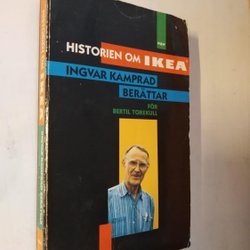 HISTORIEN OM IKEA
INGVAR KAMPRAD
BERÄTTAR
FÖR
BERTIL TOREKULL